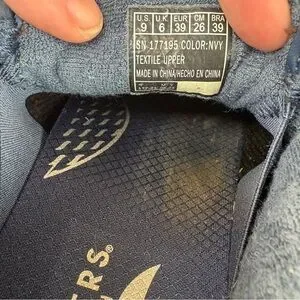 U.S. U.K EUR CM BRA
9 6 39 26 39
SN 177195 COLOR:NVY
TEXTILE UPPER
MADE IN CHINA/HECHO EN CHINA
ERS®